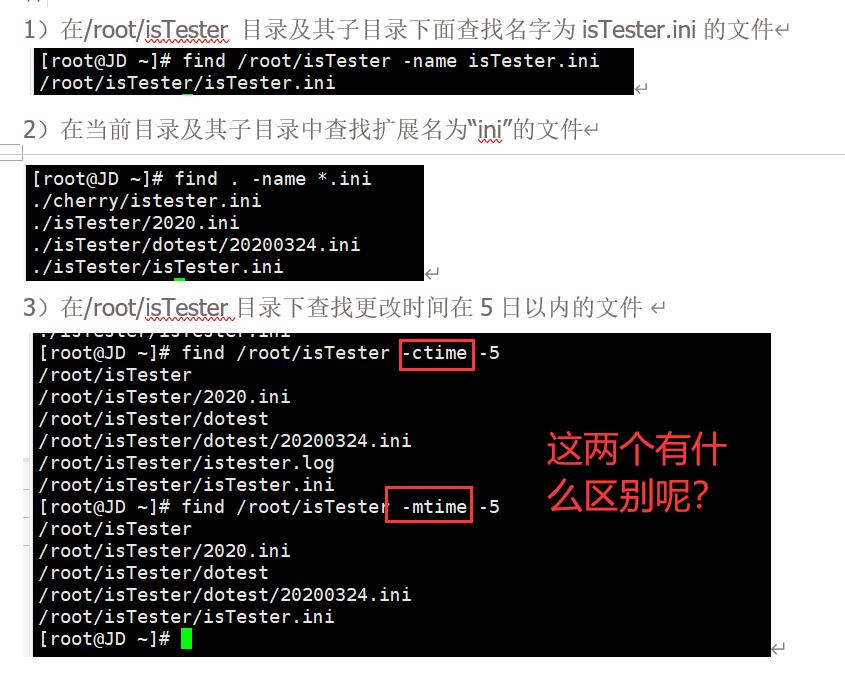 1）在/root/isTester 目录及其子目录下面查找名字为 isTester.ini 的文件
[root@JD ~]# find /root/isTester -name isTester.ini
/root/isTester/isTester.ini
2）在当前目录及其子目录中查找扩展名为“ini”的文件
[root@JD ~]# find . -name *.ini
./cherry/istester.ini
./isTester/2020.ini
./isTester/dotest/20200324.ini
./isTester/isTester.ini
3）在/root/isTester 目录下查找更改时间在 5 日以内的文件
./isTester/isTester.ini
[root@JD ~]# find /root/isTester -ctime -5
/root/isTester
/root/isTester/2020.ini
/root/isTester/dotest
/root/isTester/dotest/20200324.ini
/root/isTester/istester.log
/root/isTester/isTester.ini
[root@JD ~]# find /root/isTester -mtime -5
/root/isTester
/root/isTester/2020.ini
/root/isTester/dotest
/root/isTester/dotest/20200324.ini
/root/isTester/isTester.ini
[root@JD ~]#
这两个有什
么区别呢?